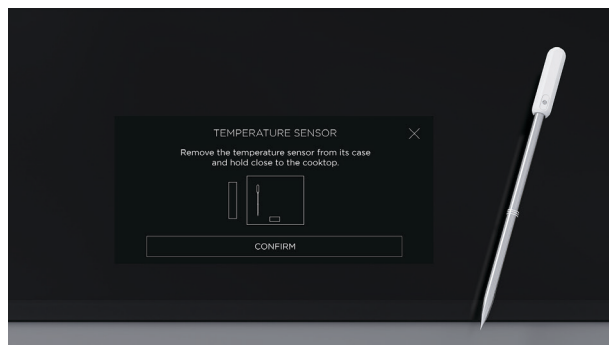 TEMPERATURE SENSOR
Remove the temperature sensor from its case
and hold close to the cooktop.
CONFIRM